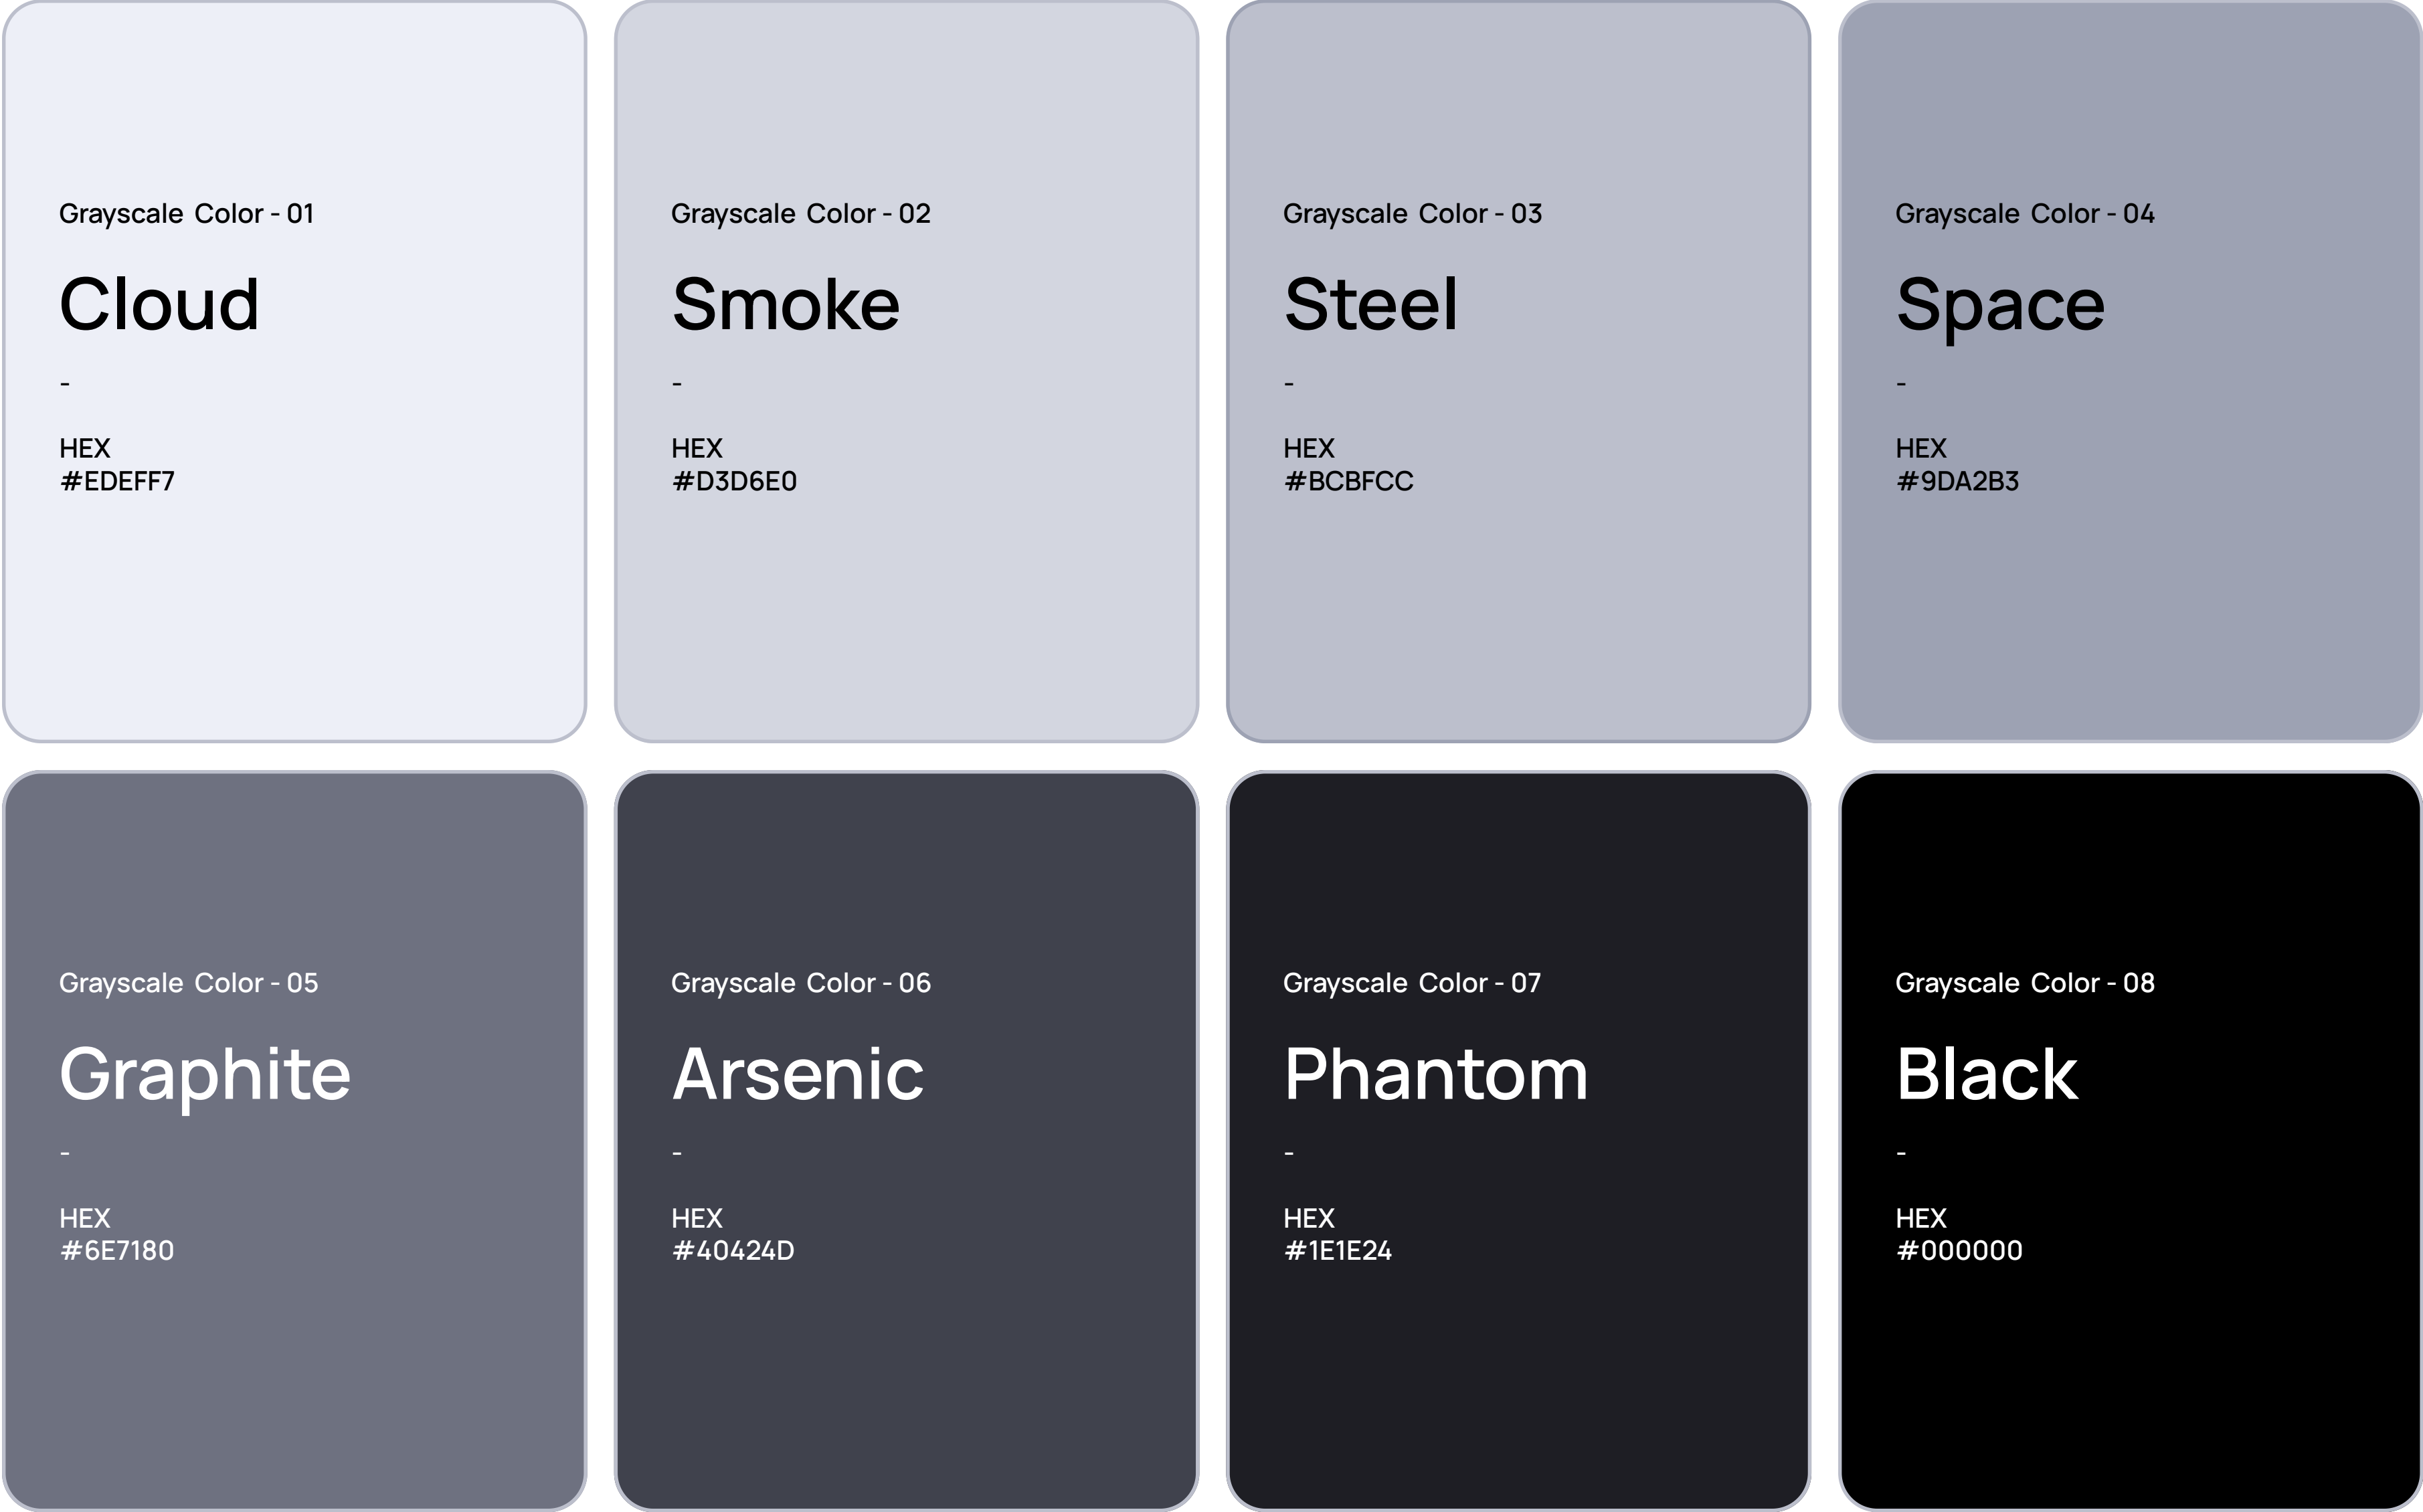 Grayscale Color - 01
Cloud
-
HEX
#EDEFF7
Grayscale Color - 02
Smoke
-
HEX
#D3D6E0
Grayscale Color - 03
Steel
-
HEX
#BCBFCC
Grayscale Color - 04
Space
-
HEX
#9DA2B3
Grayscale Color - 05
Graphite
-
HEX
#6E7180
Grayscale Color - 06
Arsenic
-
HEX
#40424D
Grayscale Color - 07
Phantom
-
HEX
#1E1E24
Grayscale Color - 08
Black
-
HEX
#000000